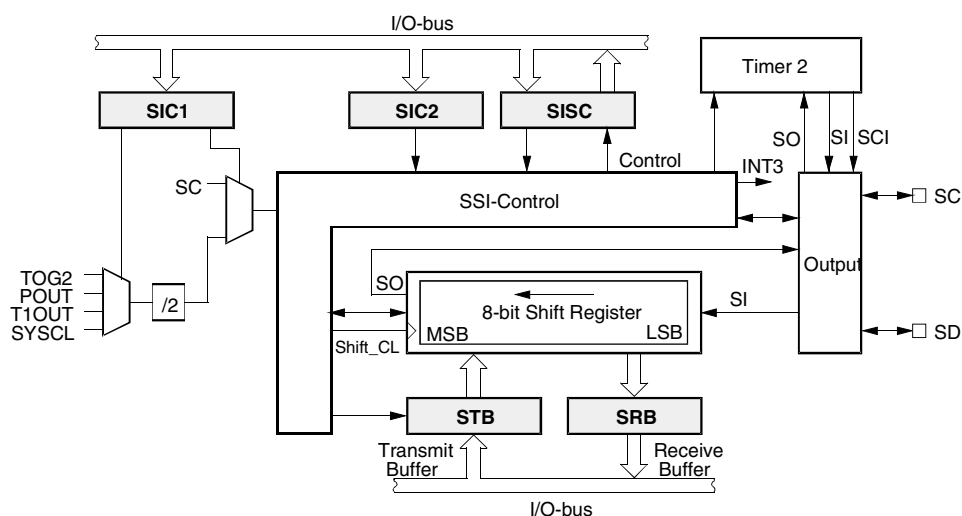 I/O-bus
Timer 2
SIC1
SIC2
SISC
SO
SI
SCI
Control
INT3
SC
SSI-Control
SC
Output
TOG2
POUT
T1OUT
SYSCL
/2
SO
8-bit Shift Register
MSB
LSB
SI
Shift_CL
SD
STB
SRB
Transmit
Buffer
Receive
Buffer
I/O-bus